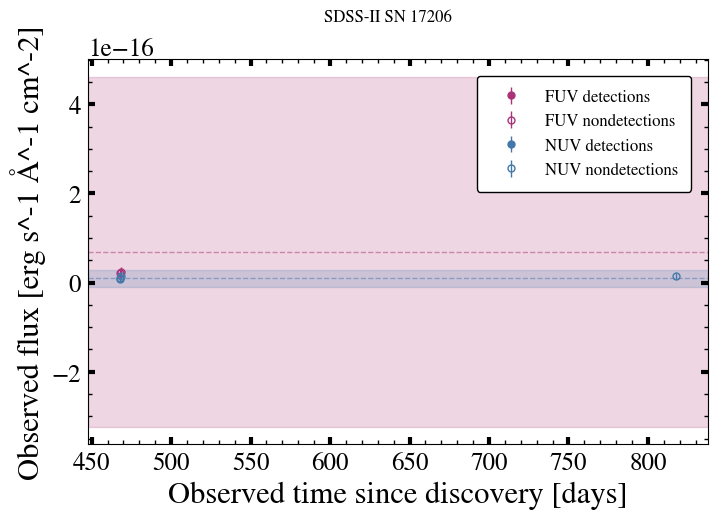 SDSS-II SN 17206
1e−16
Observed flux [erg s^-1 Å^-1 cm^-2]
4
2
0
−2
FUV detections
FUV nondetections
NUV detections
NUV nondetections
450 500 550 600 650 700 750 800
Observed time since discovery [days]